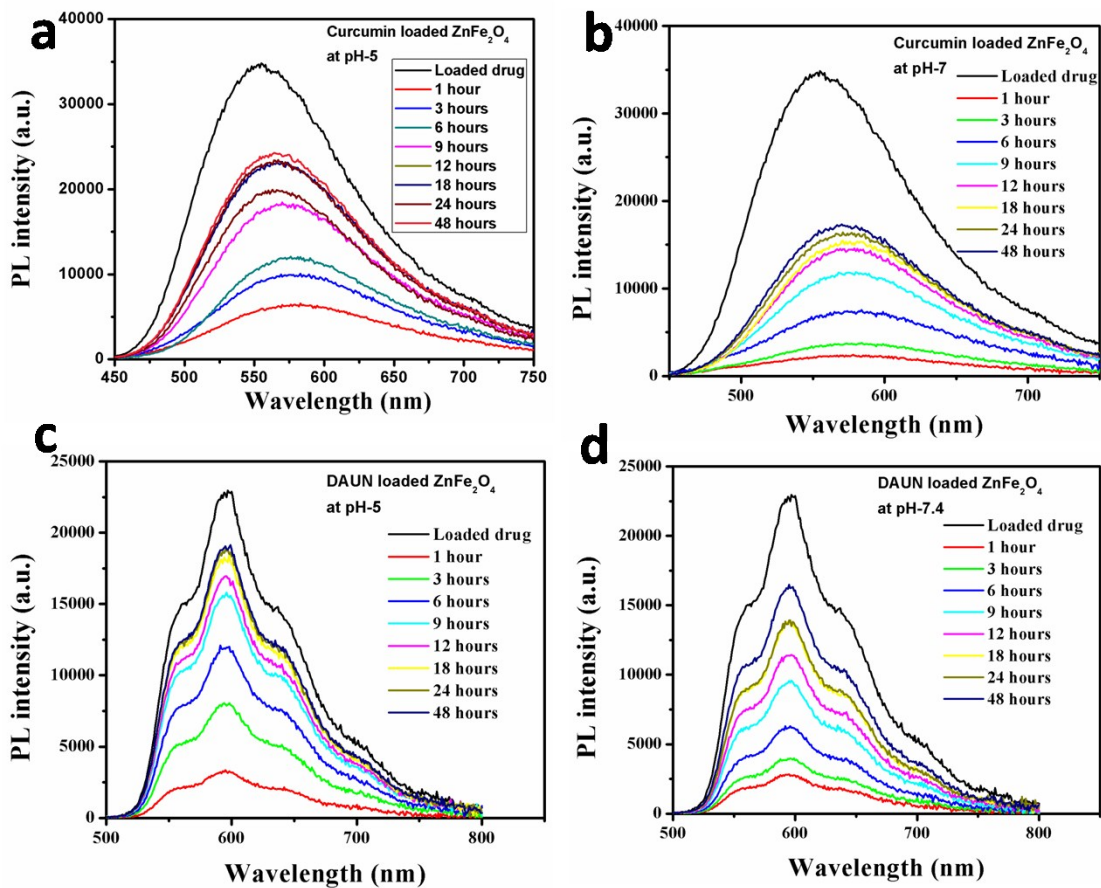 a
Curcumin loaded ZnFe₂O₄
at pH-5
Loaded drug
1 hour
3 hours
6 hours
9 hours
12 hours
18 hours
24 hours
48 hours
PL intensity (a.u.)
40000
30000
20000
10000
0
450 500 550 600 650 700 750
Wavelength (nm)
b
Curcumin loaded ZnFe₂O₄
at pH-7
Loaded drug
1 hour
3 hours
6 hours
9 hours
12 hours
18 hours
24 hours
48 hours
PL intensity (a.u.)
40000
30000
20000
10000
0
500 600 700
Wavelength (nm)
c
DAUN loaded ZnFe₂O₄
at pH-5
Loaded drug
1 hour
3 hours
6 hours
9 hours
12 hours
18 hours
24 hours
48 hours
PL intensity (a.u.)
25000
20000
15000
10000
5000
0
500 600 700 800
Wavelength (nm)
d
DAUN loaded ZnFe₂O₄
at pH-7.4
Loaded drug
1 hour
3 hours
6 hours
9 hours
12 hours
18 hours
24 hours
48 hours
PL intensity (a.u.)
25000
20000
15000
10000
5000
0
500 600 700 800
Wavelength (nm)